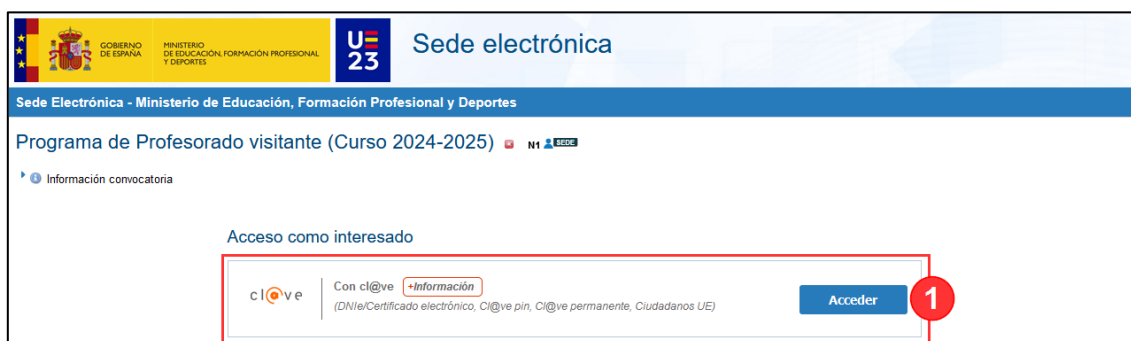 GOBIERNO
DE ESPAÑA
MINISTERIO
DE EDUCACIÓN, FORMACIÓN PROFESIONAL
Y DEPORTES
UE
23
Sede electrónica
Sede Electrónica - Ministerio de Educación, Formación Profesional y Deportes
Programa de Profesorado visitante (Curso 2024-2025) N1 SEDE
Información convocatoria
Acceso como interesado
cl@ve
Con cl@ve +Información
(DNIe/Certificado electrónico, Cl@ve pin, Cl@ve permanente, Ciudadanos UE)
Acceder
1